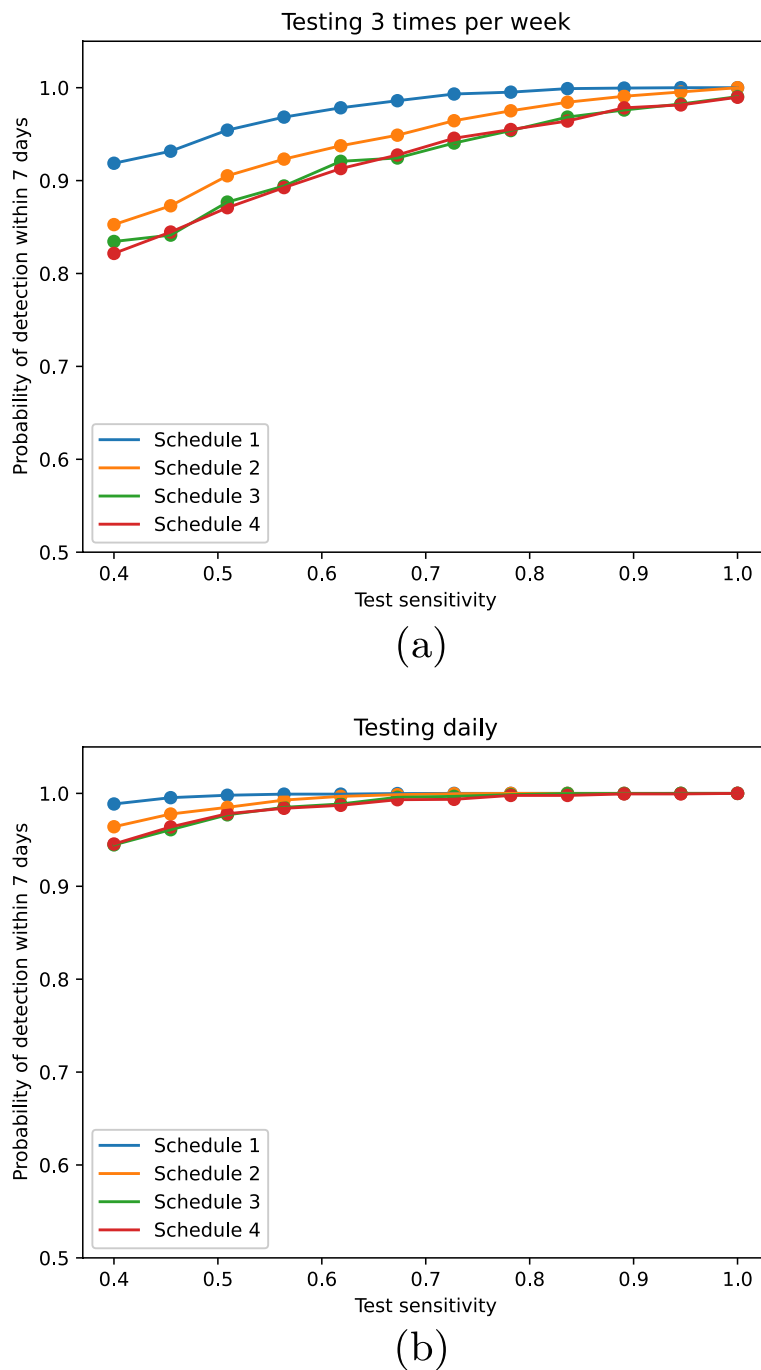 Testing 3 times per week
Probability of detection within 7 days
1.0
0.9
0.8
0.7
0.6
0.5
Schedule 1
Schedule 2
Schedule 3
Schedule 4
0.4 0.5 0.6 0.7 0.8 0.9 1.0
Test sensitivity
(a)
Testing daily
Probability of detection within 7 days
1.0
0.9
0.8
0.7
0.6
0.5
Schedule 1
Schedule 2
Schedule 3
Schedule 4
0.4 0.5 0.6 0.7 0.8 0.9 1.0
Test sensitivity
(b)